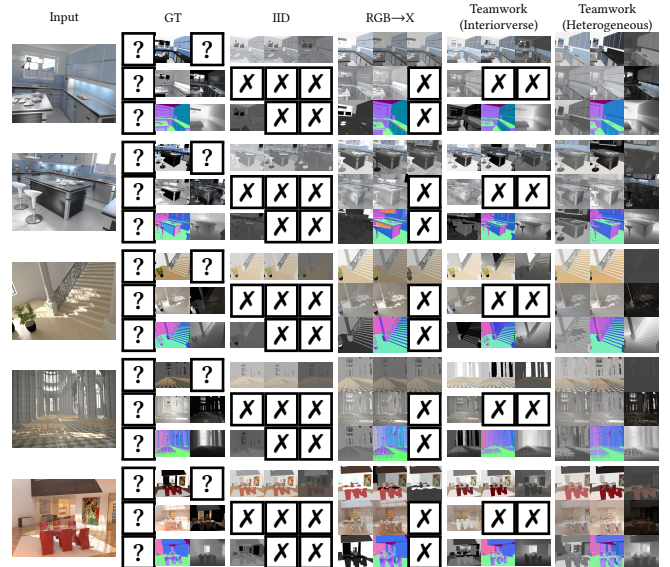 Input GT IID RGB→X Teamwork (Interiorverse) Teamwork (Heterogeneous)
? ?
✗ ✗ ✗ ✗ ✗ ✗
? ✗ ✗ ✗
?
? ?
? ✗ ✗ ✗ ✗ ✗ ✗
? ✗ ✗ ✗
? ?
? ✗ ✗ ✗ ✗ ✗ ✗
? ✗ ✗ ✗
? ?
? ✗ ✗ ✗ ✗ ✗ ✗
? ✗ ✗ ✗
? ?
? ✗ ✗ ✗ ✗ ✗ ✗
? ✗ ✗ ✗